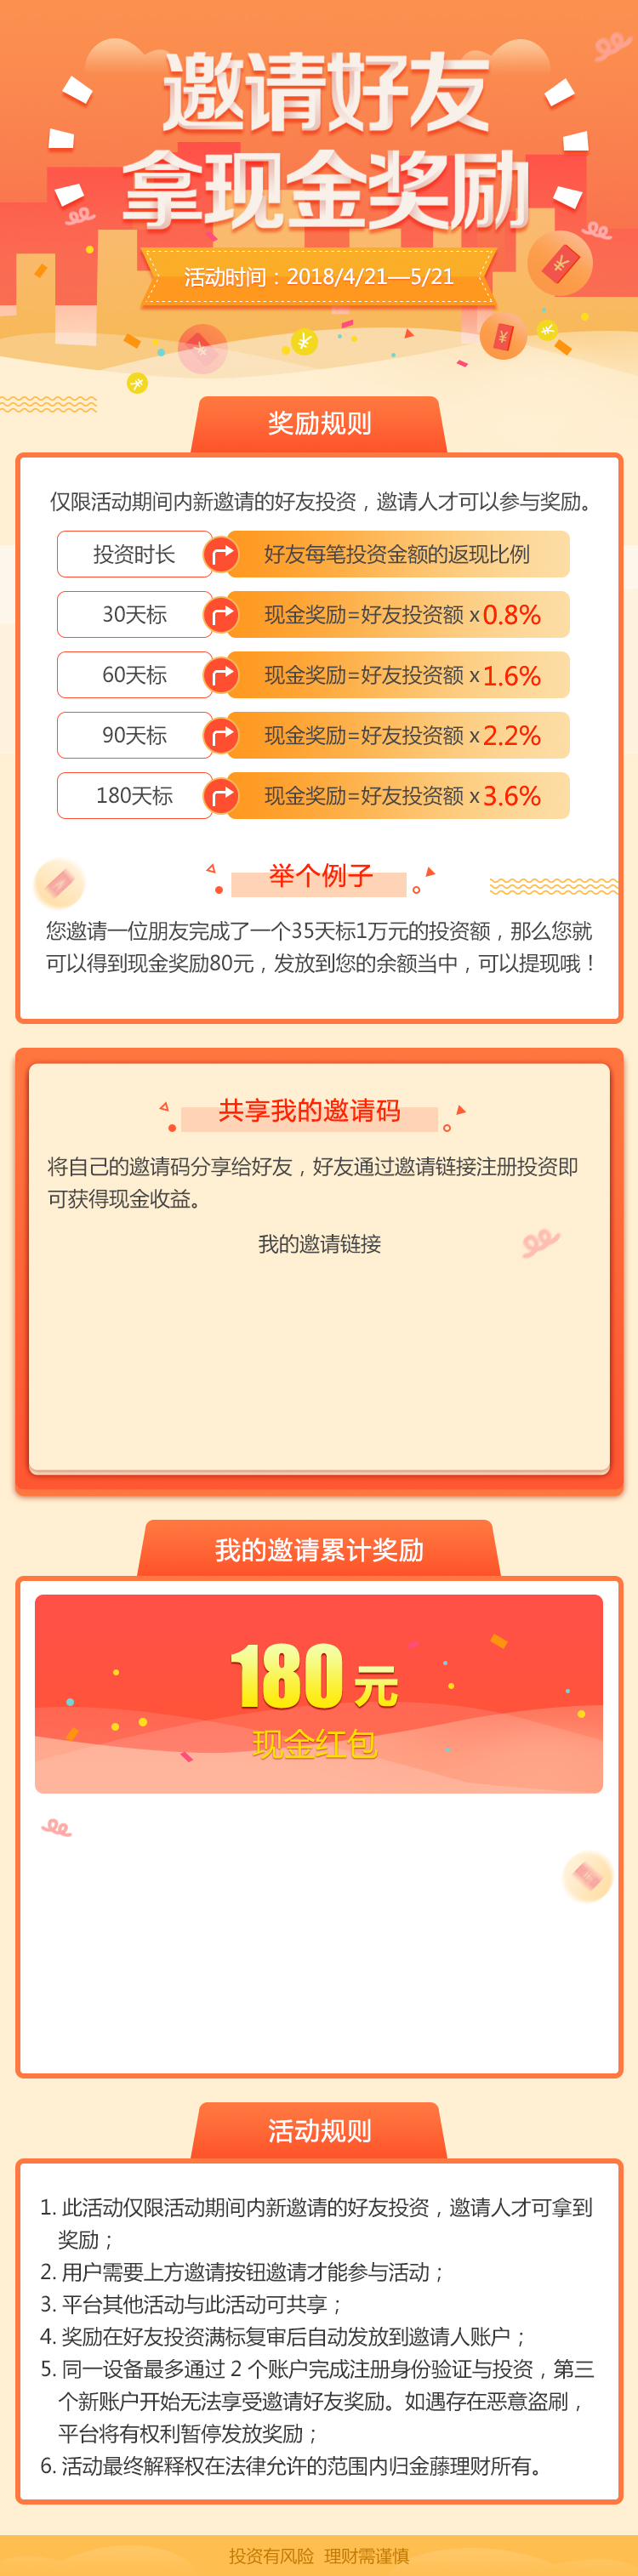 邀请好友
拿现金奖励
活动时间：2018/4/21—5/21
奖励规则
仅限活动期间内新邀请的好友投资，邀请人才可以参与奖励。
投资时长 好友每笔投资金额的返现比例
30天标 现金奖励=好友投资额 x 0.8%
60天标 现金奖励=好友投资额 x 1.6%
90天标 现金奖励=好友投资额 x 2.2%
180天标 现金奖励=好友投资额 x 3.6%
举个例子
您邀请一位朋友完成了一个35天标1万元的投资额，那么您就
可以得到现金奖励80元，发放到您的余额当中，可以提现哦！
共享我的邀请码
将自己的邀请码分享给好友，好友通过邀请链接注册投资即
可获得现金收益。
我的邀请链接
我的邀请累计奖励
180 元
现金红包
活动规则
1. 此活动仅限活动期间内新邀请的好友投资，邀请人才可拿到
奖励；
2. 用户需要上方邀请按钮邀请才能参与活动；
3. 平台其他活动与此活动可共享；
4. 奖励在好友投资满标复审后自动发放到邀请人账户；
5. 同一设备最多通过 2 个账户完成注册身份验证与投资，第三
个新账户开始无法享受邀请好友奖励。如遇存在恶意盗刷，
平台将有权利暂停发放奖励；
6. 活动最终解释权在法律允许的范围内归金藤理财所有。
投资有风险 理财需谨慎